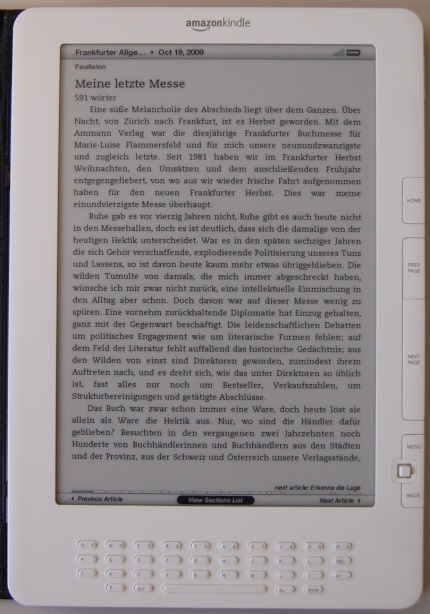 amazonkindle
Frankfurter Allge... • Oct 19, 2009
Feuilleton
Meine letzte Messe
591 wörter
Eine süße Melancholie des Abschieds liegt über dem Ganzen. Über
Nacht, von Zürich nach Frankfurt, ist es Herbst geworden. Mit dem
Ammann Verlag war die diesjährige Frankfurter Buchmesse für
Marie-Luise Flammersfeld und für mich unsere neunundzwanzigste
und zugleich letzte. Seit 1981 haben wir im Frankfurter Herbst
Weihnachten, den Umsätzen und dem anschließenden Frühjahr
entgegengefiebert, von wo aus wir wieder frische Fahrt aufgenommen
haben für den neuen Frankfurter Herbst. Dies war meine
einundvierzigste Messe überhaupt.
Ruhe gab es vor vierzig Jahren nicht, Ruhe gibt es auch heute nicht
in den Messehallen, doch es ist deutlich, dass sich die damalige von der
heutigen Hektik unterscheidet. War es in den späten sechziger Jahren
die sich Gehör verschaffende, explodierende Politisierung unseres Tuns
und Lassens, so ist davon heute kaum mehr etwas übriggeblieben. Die
wilden Tumulte von damals, die mich immer abgeschreckt haben,
wünsche ich mir zwar nicht zurück, eine intellektuelle Einmischung in
den Alltag aber schon. Doch davon war auf dieser Messe wenig zu
spüren. Eine vornehm zurückhaltende Diplomatie hat Einzug gehalten,
ganz mit der Gegenwart beschäftigt. Die leidenschaftlichen Debatten
um politisches Engagement wie um literarische Formen fehlen; auf
dem Feld der Literatur fehlt auffallend das historische Gedächtnis; aus
den Wilden von einst sind Direktoren geworden, zumindest ihrem
Auftreten nach, und es dreht sich, wie das unter Direktoren so üblich
ist, fast alles nur noch um Bestseller, Verkaufszahlen, um
Strukturbereinigungen und getätigte Abschlüsse.
Das Buch war zwar schon immer eine Ware, doch heute löst sie
allein als Ware die Hektik aus. Nur, wo sind die Händler dafür
geblieben? Besuchten in den vergangenen zwei Jahrzehnten noch
Hunderte von Buchhändlerinnen und Buchhändlern aus den Städten
und der Provinz, aus der Schweiz und Österreich unsere Verlagsstände,
next article: Erkenne die Lage
Previous Article
View Sections List
Next Article
HOME
PREV
PAGE
NEXT
PAGE
MENU
BACK
ALT
SYM